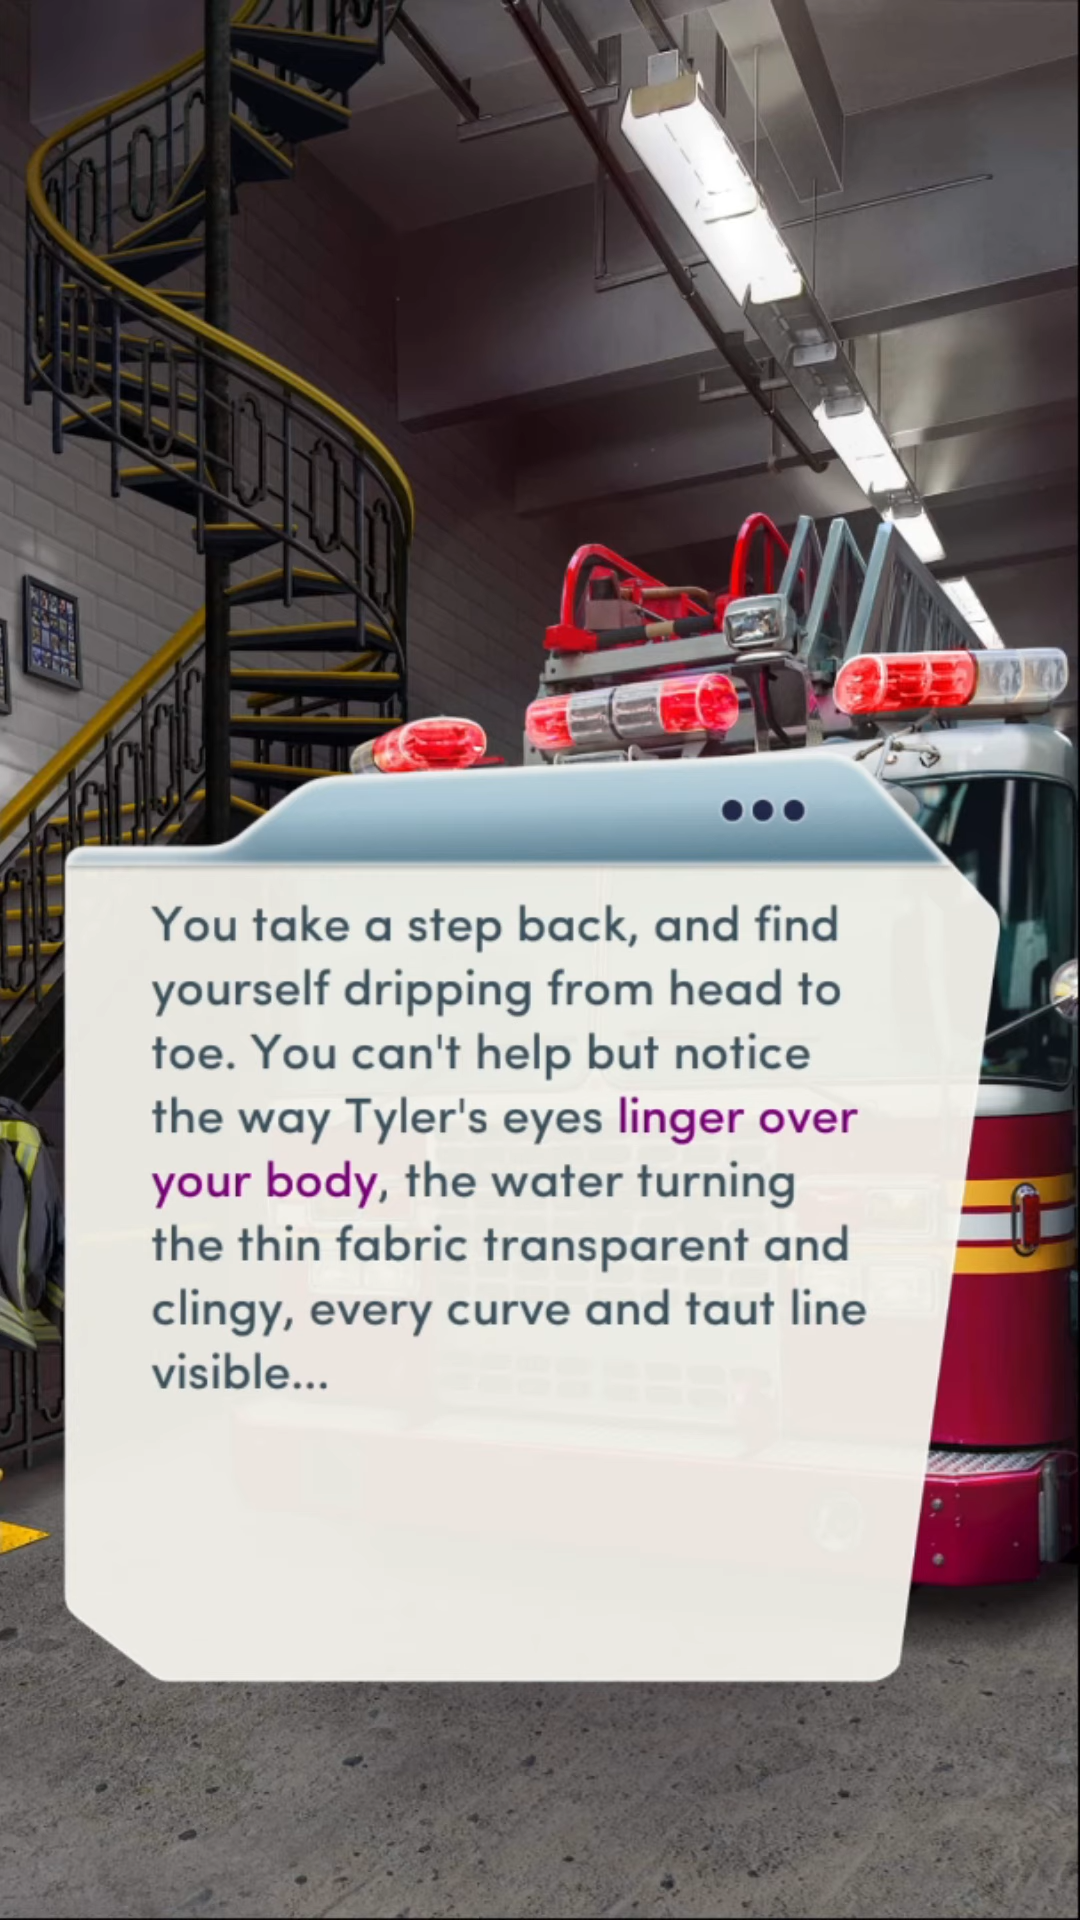 You take a step back, and find
yourself dripping from head to
toe. You can't help but notice
the way Tyler's eyes linger over
your body, the water turning
the thin fabric transparent and
clingy, every curve and taut line
visible...